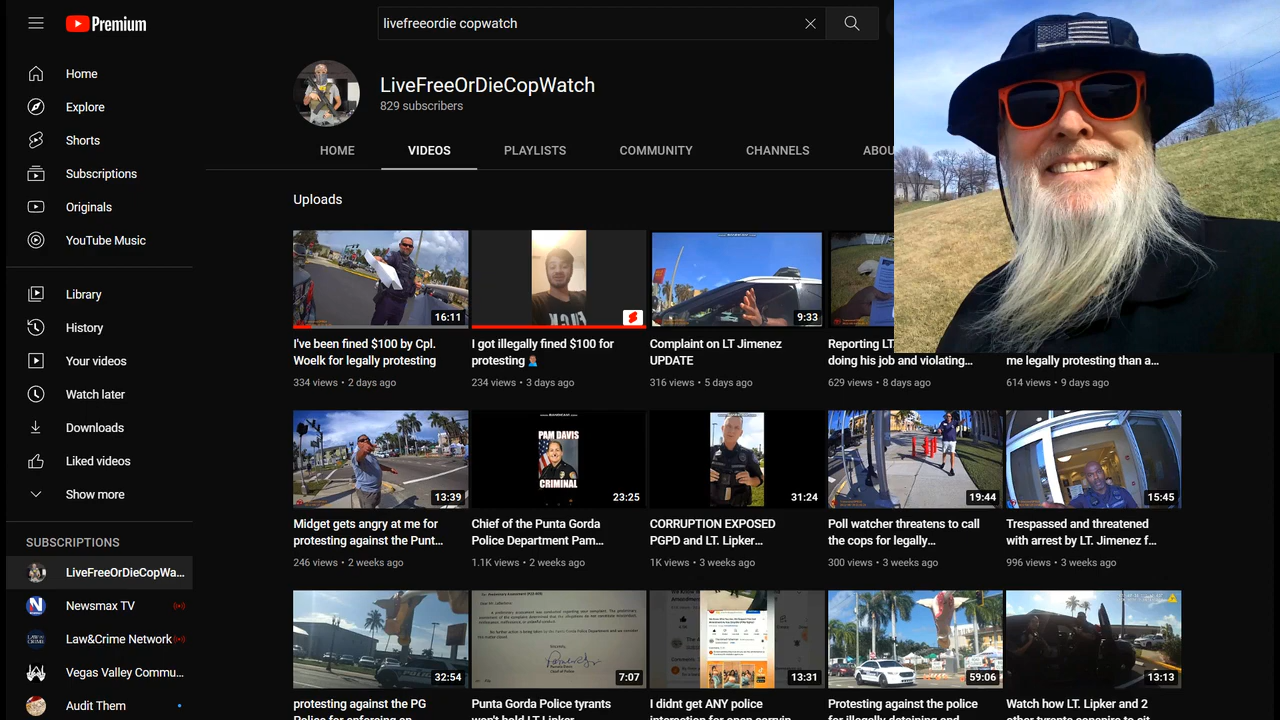 Premium
livefreeordie copwatch
Home
Explore
Shorts
Subscriptions
Originals
YouTube Music
Library
History
Your videos
Watch later
Downloads
Liked videos
Show more
SUBSCRIPTIONS
LiveFreeOrDieCopWa...
Newsmax TV
Law&Crime Network
Vegas Valley Commu...
Audit Them
LiveFreeOrDieCopWatch
829 subscribers
HOME VIDEOS PLAYLISTS COMMUNITY CHANNELS ABOU
Uploads
16:11
9:33
I've been fined $100 by Cpl.
Woelk for legally protesting
334 views • 2 days ago
I got illegally fined $100 for
protesting
234 views • 3 days ago
Complaint on LT Jimenez
UPDATE
316 views • 5 days ago
Reporting LT.
doing his job and violating...
629 views • 8 days ago
me legally protesting than a...
614 views • 9 days ago
13:39
PAM DAVIS
CRIMINAL
23:25
31:24
19:44
15:45
Midget gets angry at me for
protesting against the Punt...
246 views • 2 weeks ago
Chief of the Punta Gorda
Police Department Pam...
1.1K views • 2 weeks ago
CORRUPTION EXPOSED
PGPD and LT. Lipker...
1K views • 3 weeks ago
Poll watcher threatens to call
the cops for legally...
300 views • 3 weeks ago
Trespassed and threatened
with arrest by LT. Jimenez f...
996 views • 3 weeks ago
32:54
7:07
13:31
59:06
13:13
protesting against the PG
Punta Gorda Police tyrants
I didnt get ANY police
Protesting against the police
Watch how LT. Lipker and 2